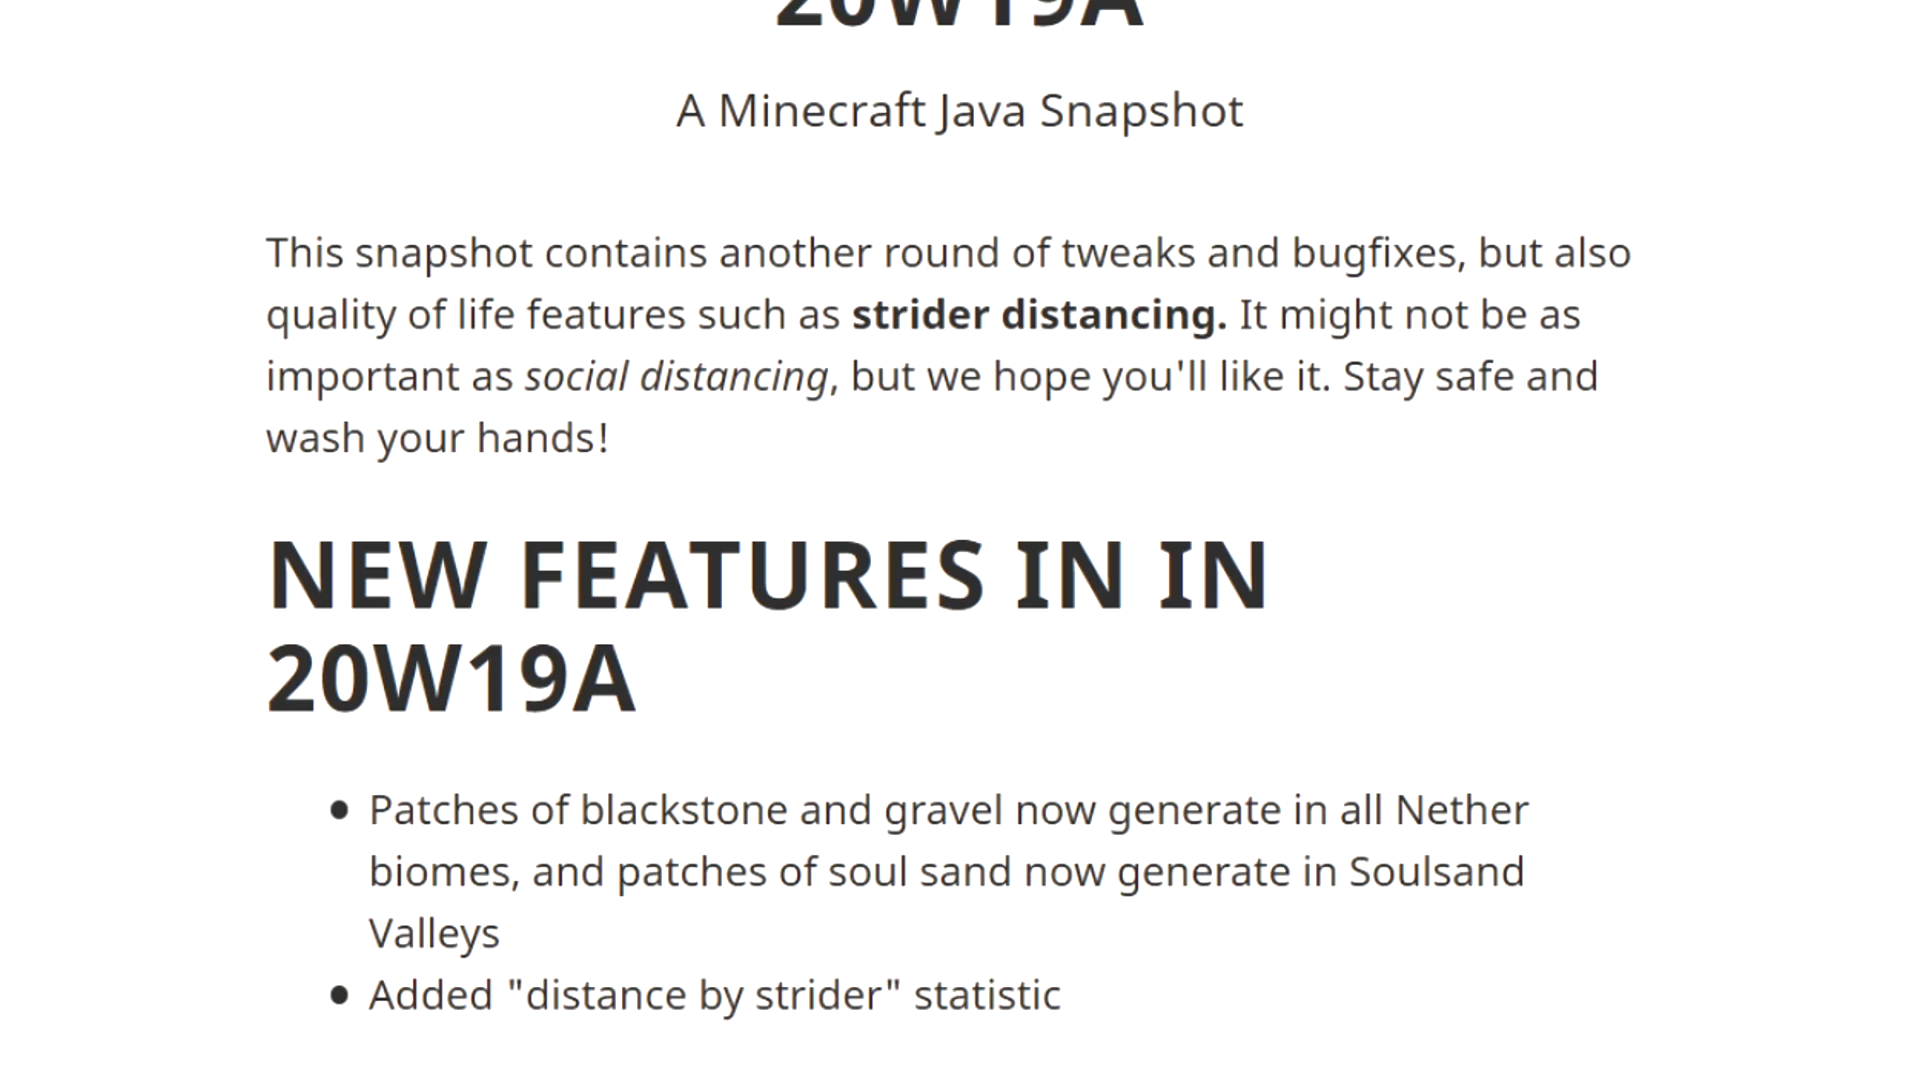 20W19A
A Minecraft Java Snapshot
This snapshot contains another round of tweaks and bugfixes, but also
quality of life features such as strider distancing. It might not be as
important as social distancing, but we hope you'll like it. Stay safe and
wash your hands!
NEW FEATURES IN IN
20W19A
● Patches of blackstone and gravel now generate in all Nether
biomes, and patches of soul sand now generate in Soulsand
Valleys
● Added "distance by strider" statistic